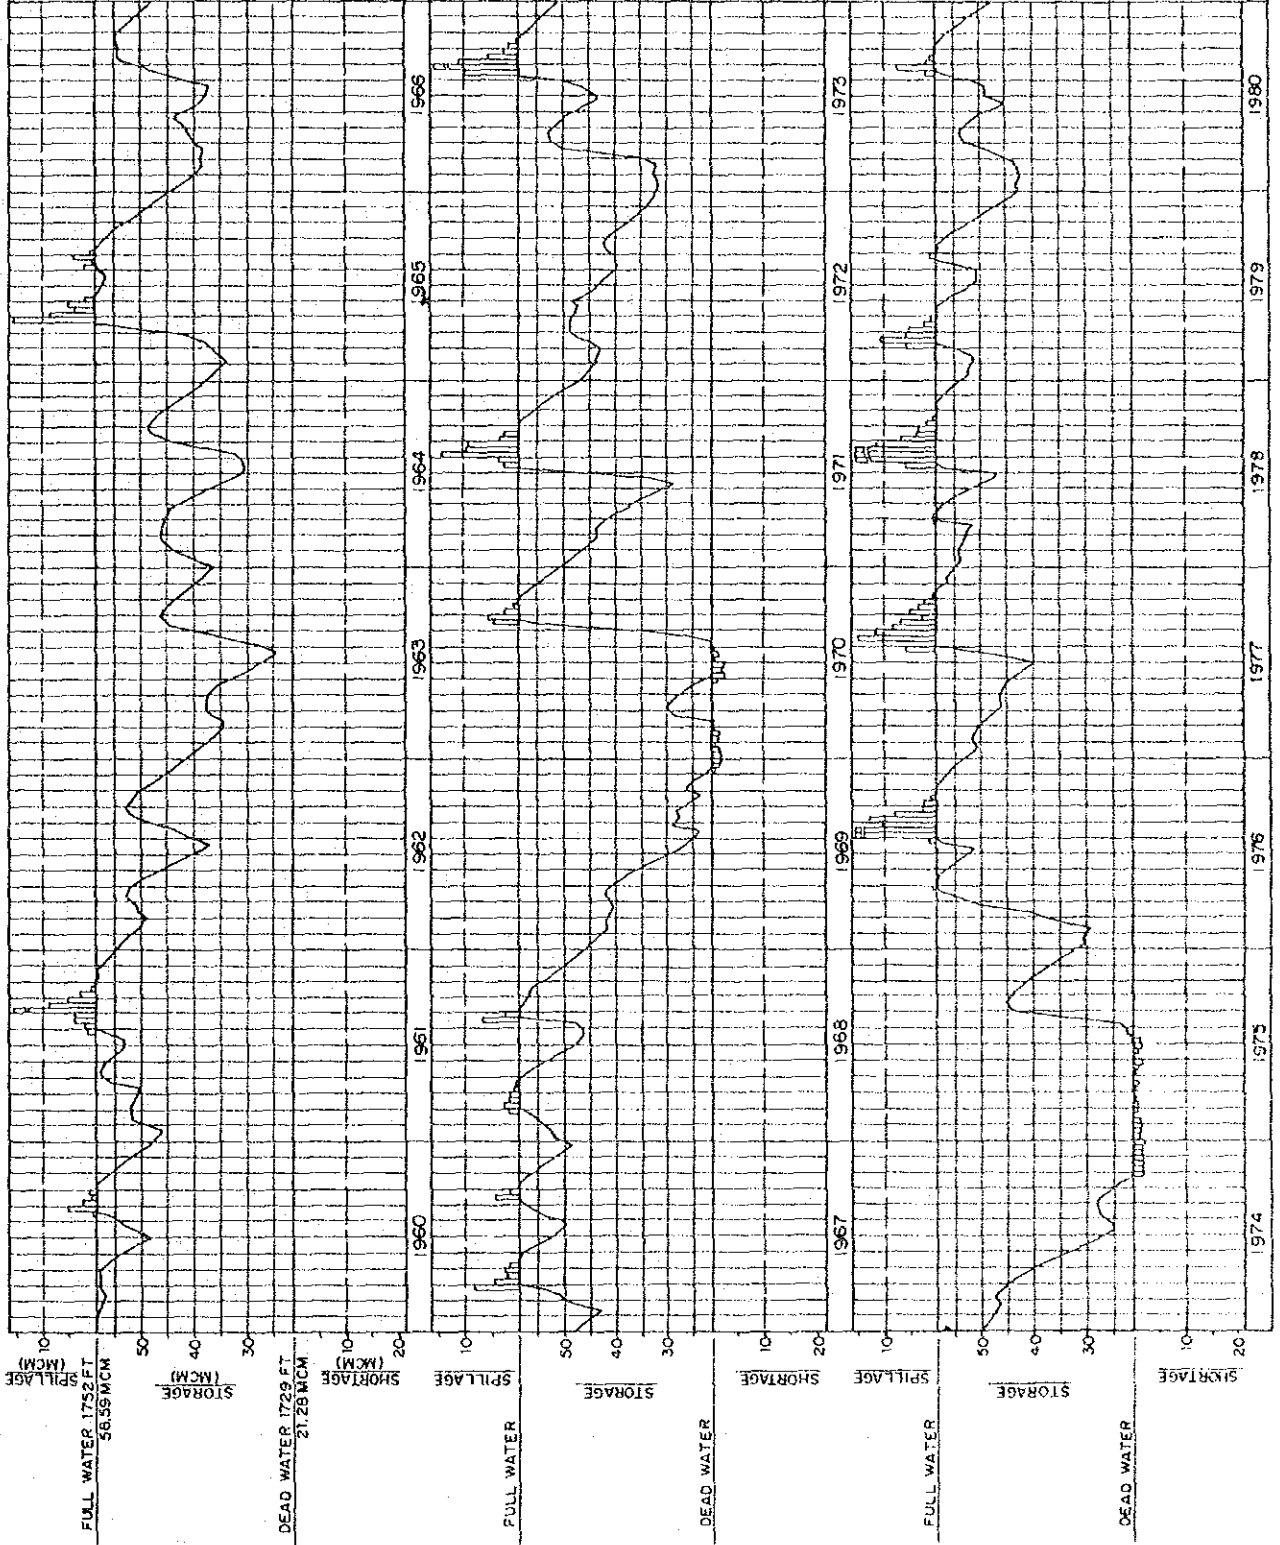 SPILLAGE
(MCM)
10
FULL WATER 1752 FT
58.59 MCM
STORAGE
(MCM)
50
40
30
DEAD WATER 1729 FT
21.28 MCM
SHORTAGE
(MCM)
10
20
1960
1961
1962
1963
1964
1965
1966
SPILLAGE
10
FULL WATER
STORAGE
50
40
30
DEAD WATER
SHORTAGE
10
20
1967
1968
1969
1970
1971
1972
1973
SPILLAGE
10
FULL WATER
STORAGE
50
40
30
DEAD WATER
SHORTAGE
10
20
1974
1975
1976
1977
1978
1979
1980